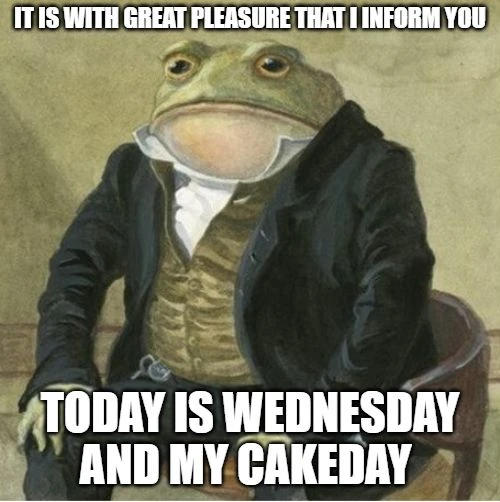 IT IS WITH GREAT PLEASURE THAT I INFORM YOU
TODAY IS WEDNESDAY
AND MY CAKEDAY